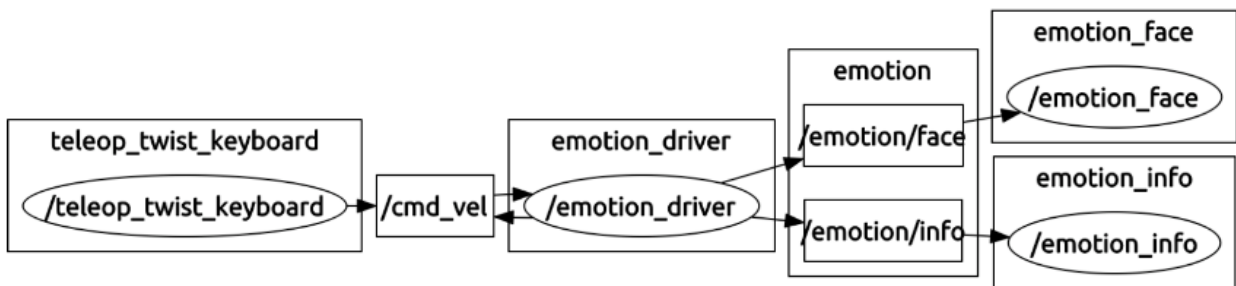 teleop_twist_keyboard
/teleop_twist_keyboard
/cmd_vel
emotion_driver
/emotion_driver
emotion
/emotion/face
/emotion/info
emotion_face
/emotion_face
emotion_info
/emotion_info